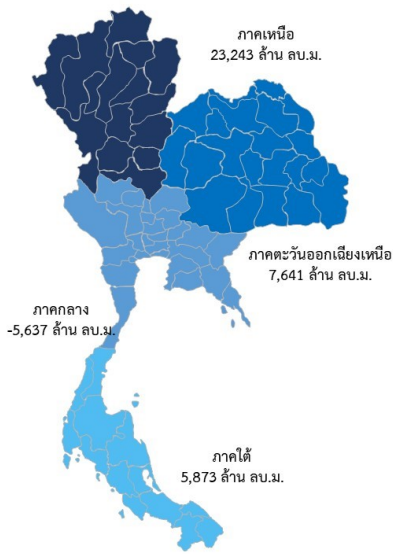 ภาคเหนือ
23,243 ล้าน ลบ.ม.
ภาคตะวันออกเฉียงเหนือ
7,641 ล้าน ลบ.ม.
ภาคกลาง
-5,637 ล้าน ลบ.ม.
ภาคใต้
5,873 ล้าน ลบ.ม.